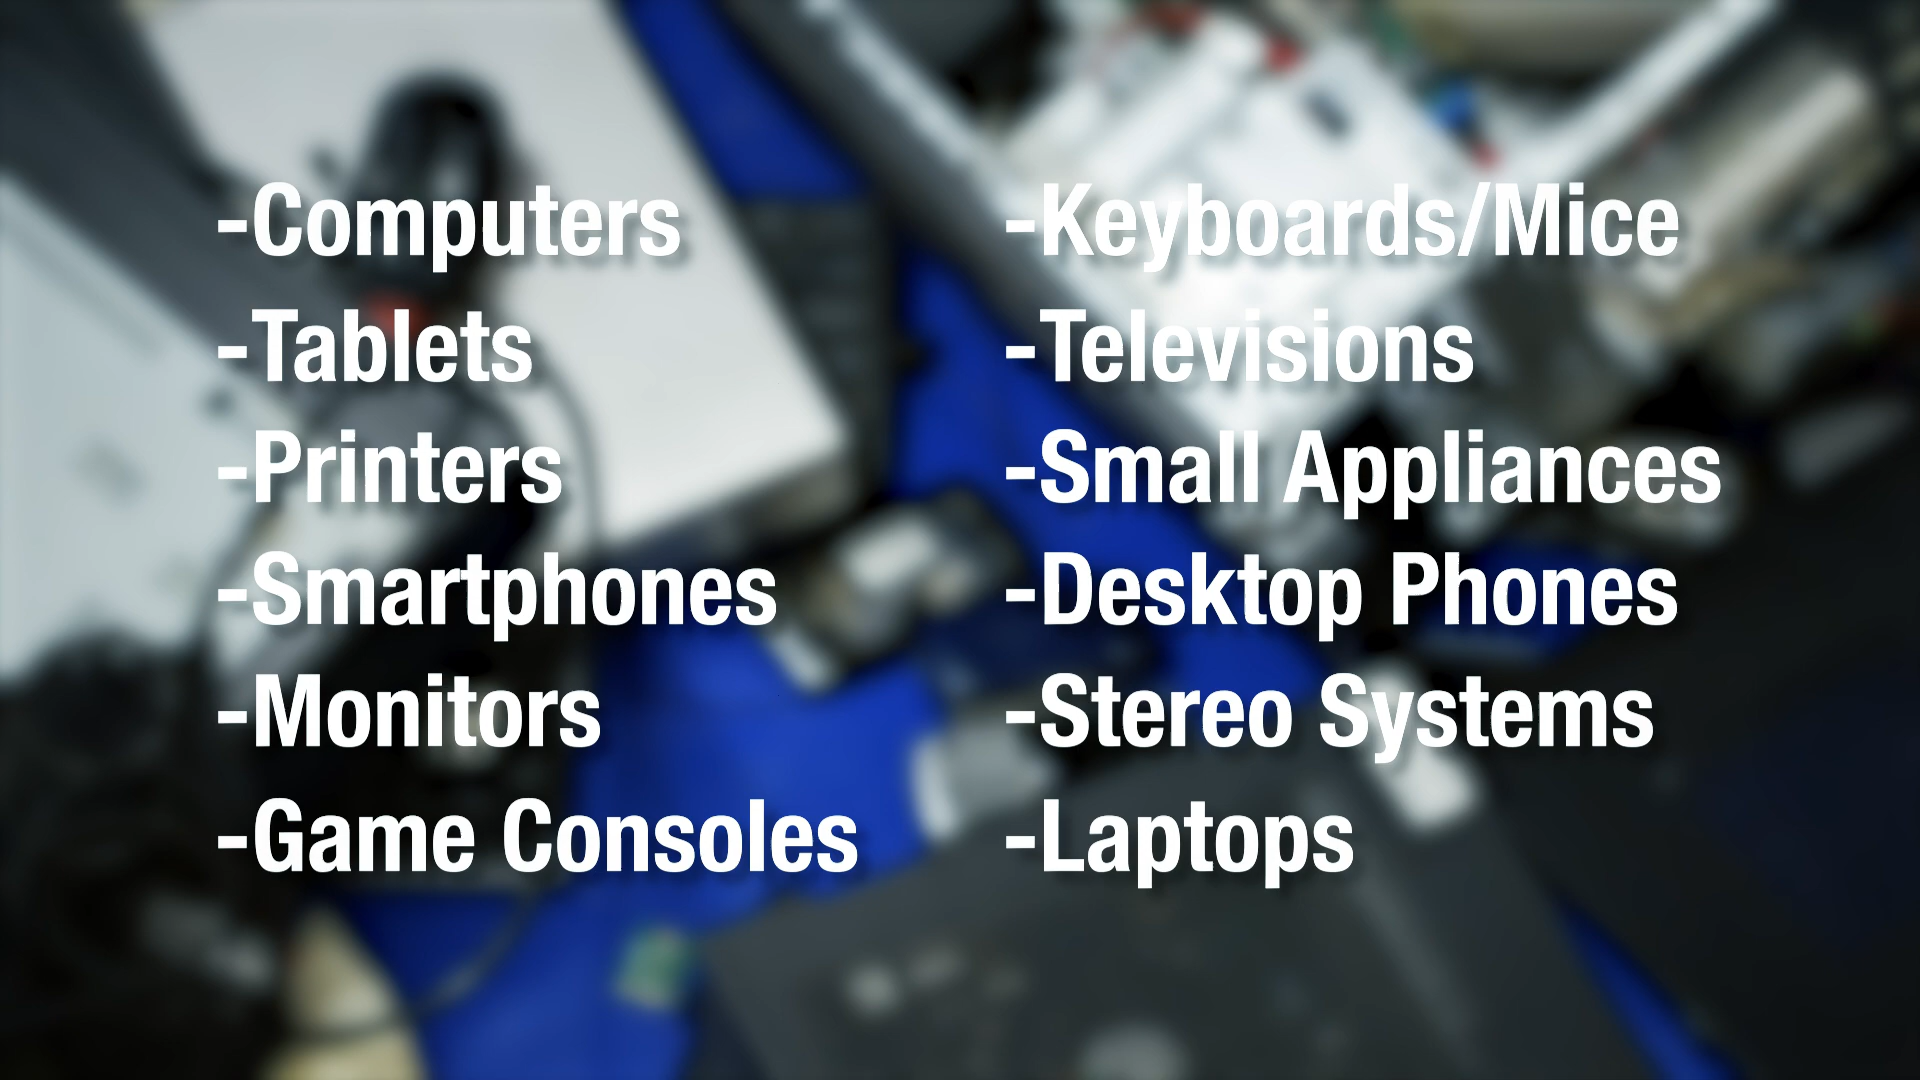 -Computers
-Tablets
-Printers
-Smartphones
-Monitors
-Game Consoles
-Keyboards/Mice
-Televisions
-Small Appliances
-Desktop Phones
-Stereo Systems
-Laptops